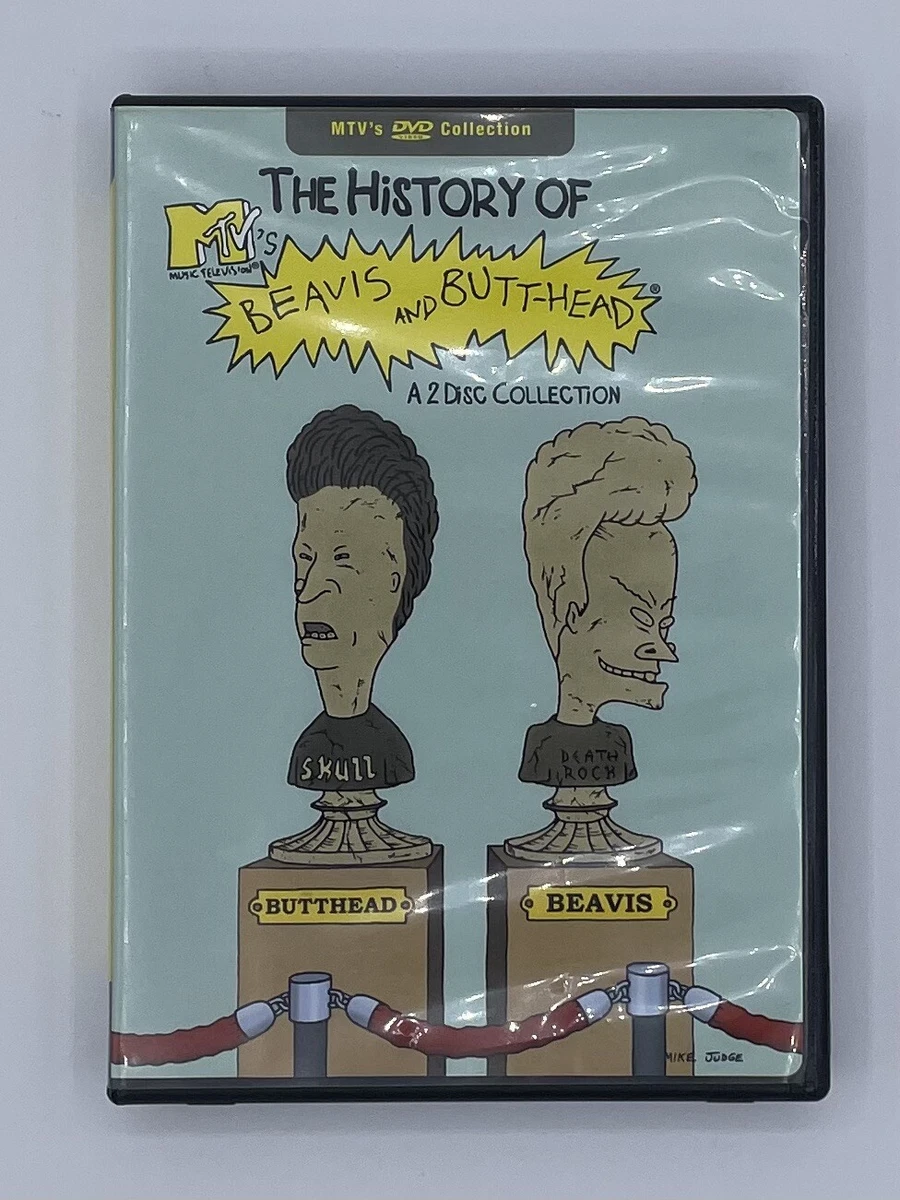 MTV's DVD Collection
VIDEO
THE HiSTORY OF
MTV's
MUSIC TELEVISION®
BEAVIS AND BUTT-HEAD®
A 2 DiSC COLLECTION
SKULL
DEATH
ROCK
BUTTHEAD
BEAVIS
MIKE JUDGE